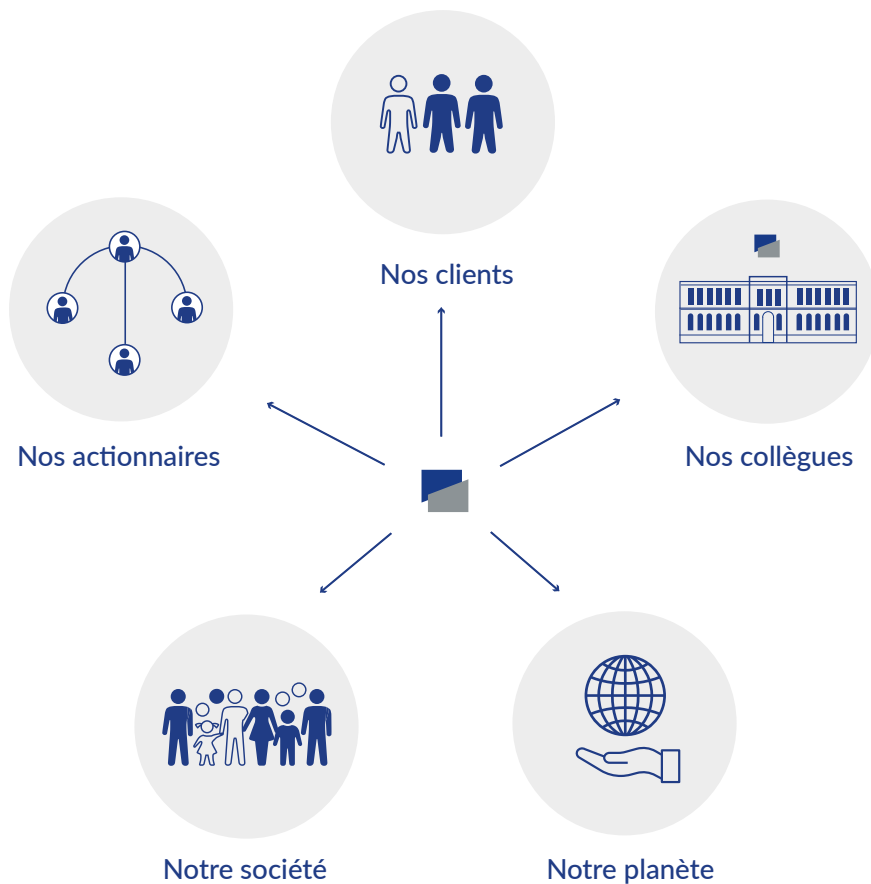 Nos clients
Nos actionnaires
Nos collègues
Notre société
Notre planète